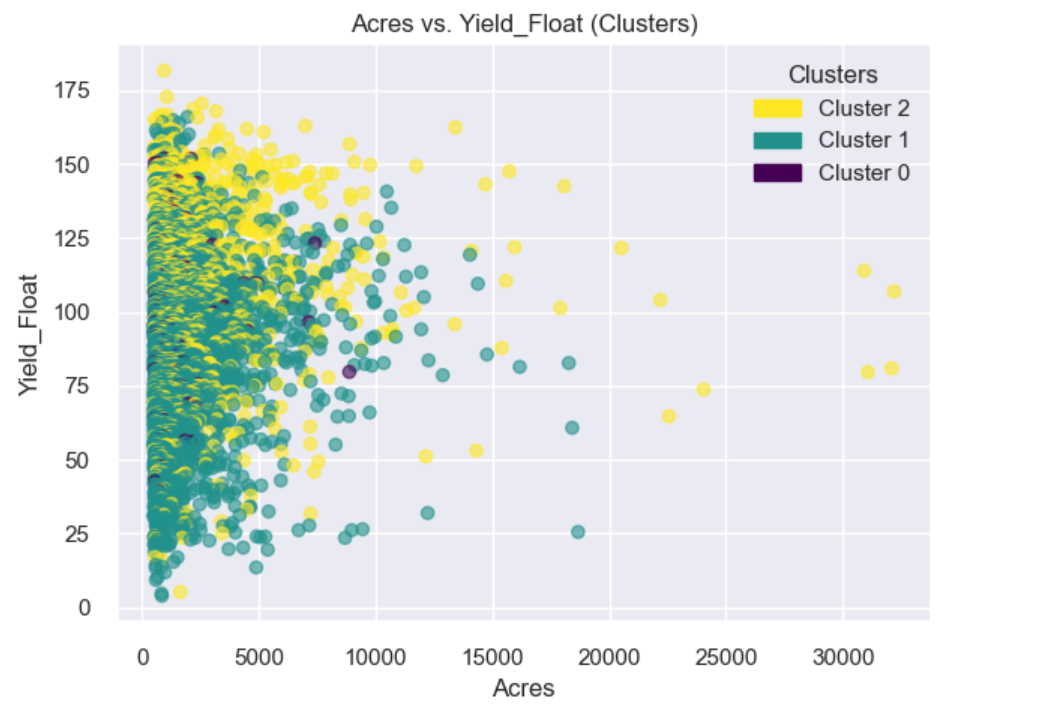 Acres vs. Yield_Float (Clusters)
Clusters
Cluster 2
Cluster 1
Cluster 0
175
150
125
100
75
50
25
0
Yield_Float
0 5000 10000 15000 20000 25000 30000
Acres